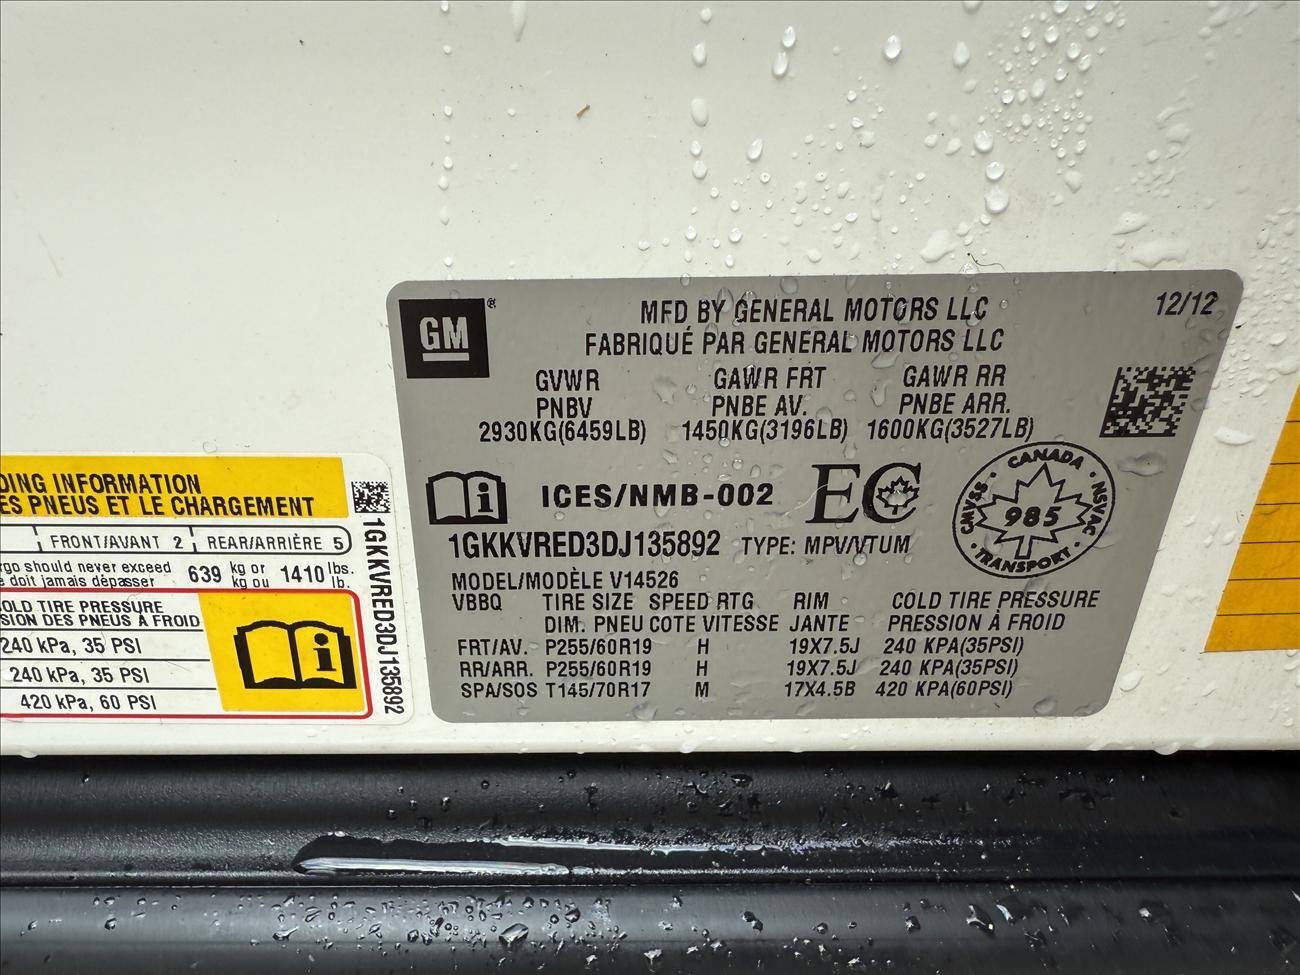 GM®
MFD BY GENERAL MOTORS LLC
12/12
FABRIQUÉ PAR GENERAL MOTORS LLC
GVWR GAWR FRT GAWR RR
PNBV PNBE AV. PNBE ARR.
2930KG(6459LB) 1450KG(3196LB) 1600KG(3527LB)
i ICES/NMB-002 EC
CANADA
CMVSS 985 NSVAC
TRANSPORT
1GKKVRED3DJ135892 TYPE: MPV/VTUM
MODEL/MODÈLE V14526
VBBQ TIRE SIZE SPEED RTG RIM COLD TIRE PRESSURE
DIM. PNEU COTE VITESSE JANTE PRESSION À FROID
FRT/AV. P255/60R19 H 19X7.5J 240 KPA(35PSI)
RR/ARR. P255/60R19 H 19X7.5J 240 KPA(35PSI)
SPA/SOS T145/70R17 M 17X4.5B 420 KPA(60PSI)
DING INFORMATION
ES PNEUS ET LE CHARGEMENT
FRONT/AVANT 2 REAR/ARRIÈRE 5
rgo should never exceed 639 kg or 1410 lbs.
e doit jamais dépasser kg ou lb.
OLD TIRE PRESSURE
SION DES PNEUS À FROID
240 kPa, 35 PSI
240 kPa, 35 PSI
420 kPa, 60 PSI
i
1GKKVRED3DJ135892